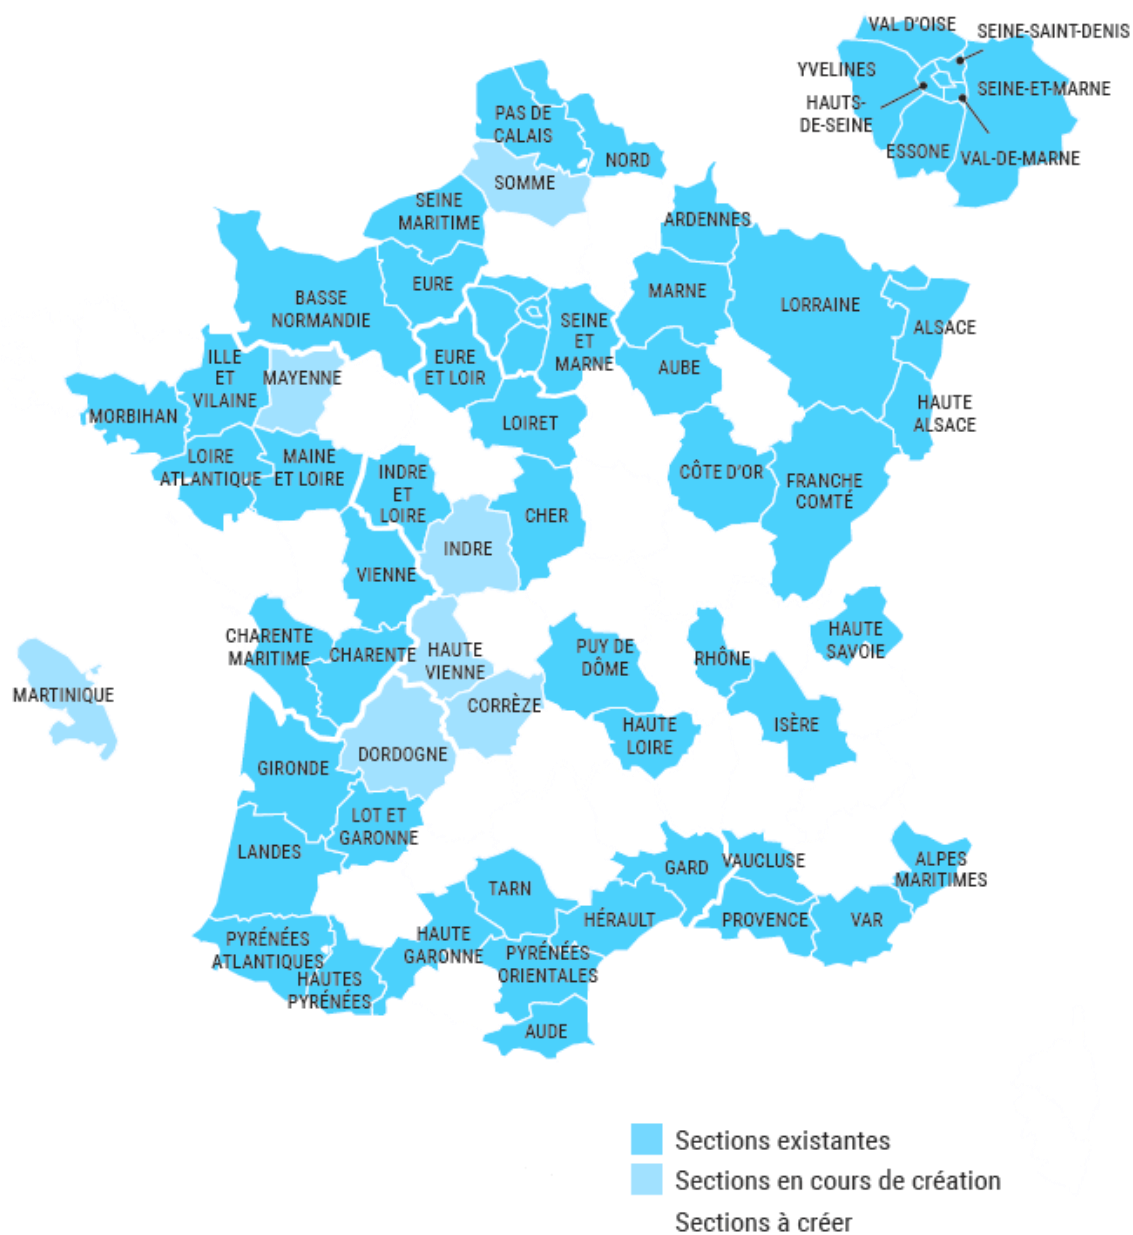 VAL D'OISE
SEINE-SAINT-DENIS
YVELINES
SEINE-ET-MARNE
HAUTS-
DE-SEINE
ESSONE
VAL-DE-MARNE
PAS DE
CALAIS
NORD
SOMME
SEINE
MARITIME
ARDENNES
EURE
MARNE
BASSE
NORMANDIE
LORRAINE
SEINE
ET
MARNE
ALSACE
ILLE
ET
VILAINE
MAYENNE
EURE
ET LOIR
AUBE
MORBIHAN
LOIRET
HAUTE
ALSACE
LOIRE
ATLANTIQUE
MAINE
ET LOIRE
INDRE
ET
LOIRE
CÔTE D'OR
FRANCHE
COMTÉ
CHER
INDRE
VIENNE
CHARENTE
MARITIME
CHARENTE
HAUTE
VIENNE
PUY DE
DÔME
RHÔNE
HAUTE
SAVOIE
MARTINIQUE
CORRÈZE
HAUTE
LOIRE
ISÈRE
GIRONDE
DORDOGNE
LOT ET
GARONNE
LANDES
TARN
GARD
VAUCLUSE
ALPES
MARITIMES
HÉRAULT
PROVENCE
VAR
PYRÉNÉES
ATLANTIQUES
HAUTE
GARONNE
PYRÉNÉES
ORIENTALES
HAUTES
PYRÉNÉES
AUDE
Sections existantes
Sections en cours de création
Sections à créer